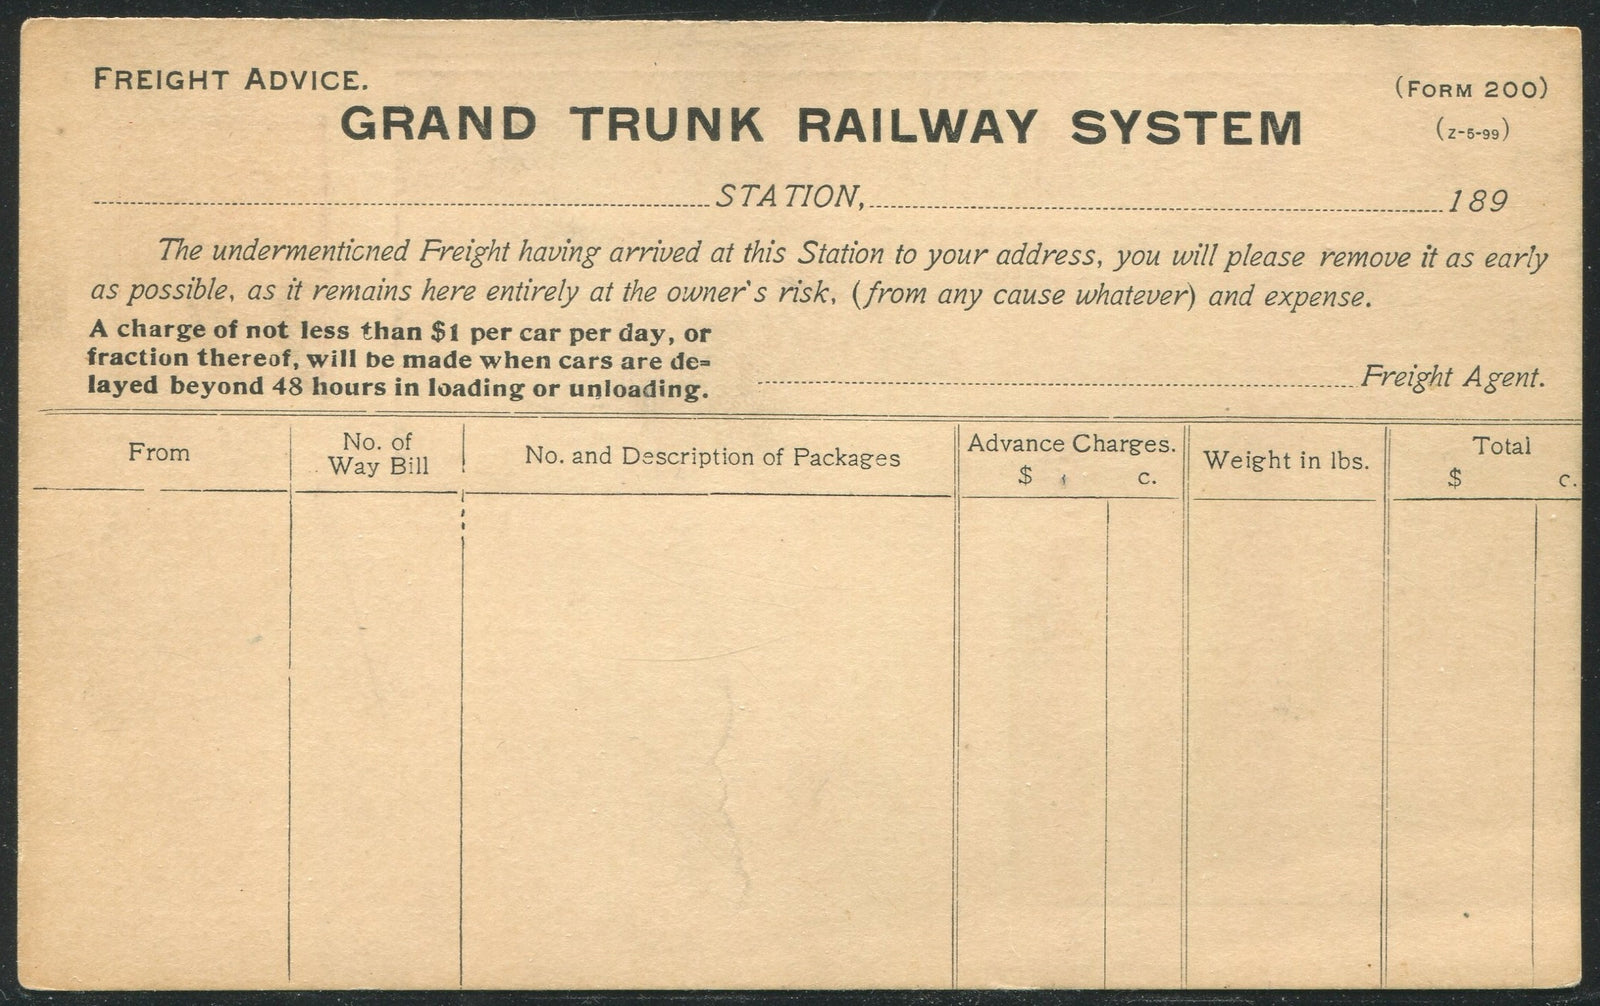 FREIGHT ADVICE.
(FORM 200)
GRAND TRUNK RAILWAY SYSTEM
(Z-5-99)
STATION, 189
The undermenticned Freight having arrived at this Station to your address, you will please remove it as early
as possible, as it remains here entirely at the owner's risk, (from any cause whatever) and expense.
A charge of not less than $1 per car per day, or
fraction thereof, will be made when cars are de=
layed beyond 48 hours in loading or unloading.
Freight Agent.
From
No. of
Way Bill
No. and Description of Packages
Advance Charges.
$ c.
Weight in lbs.
Total
$ c.